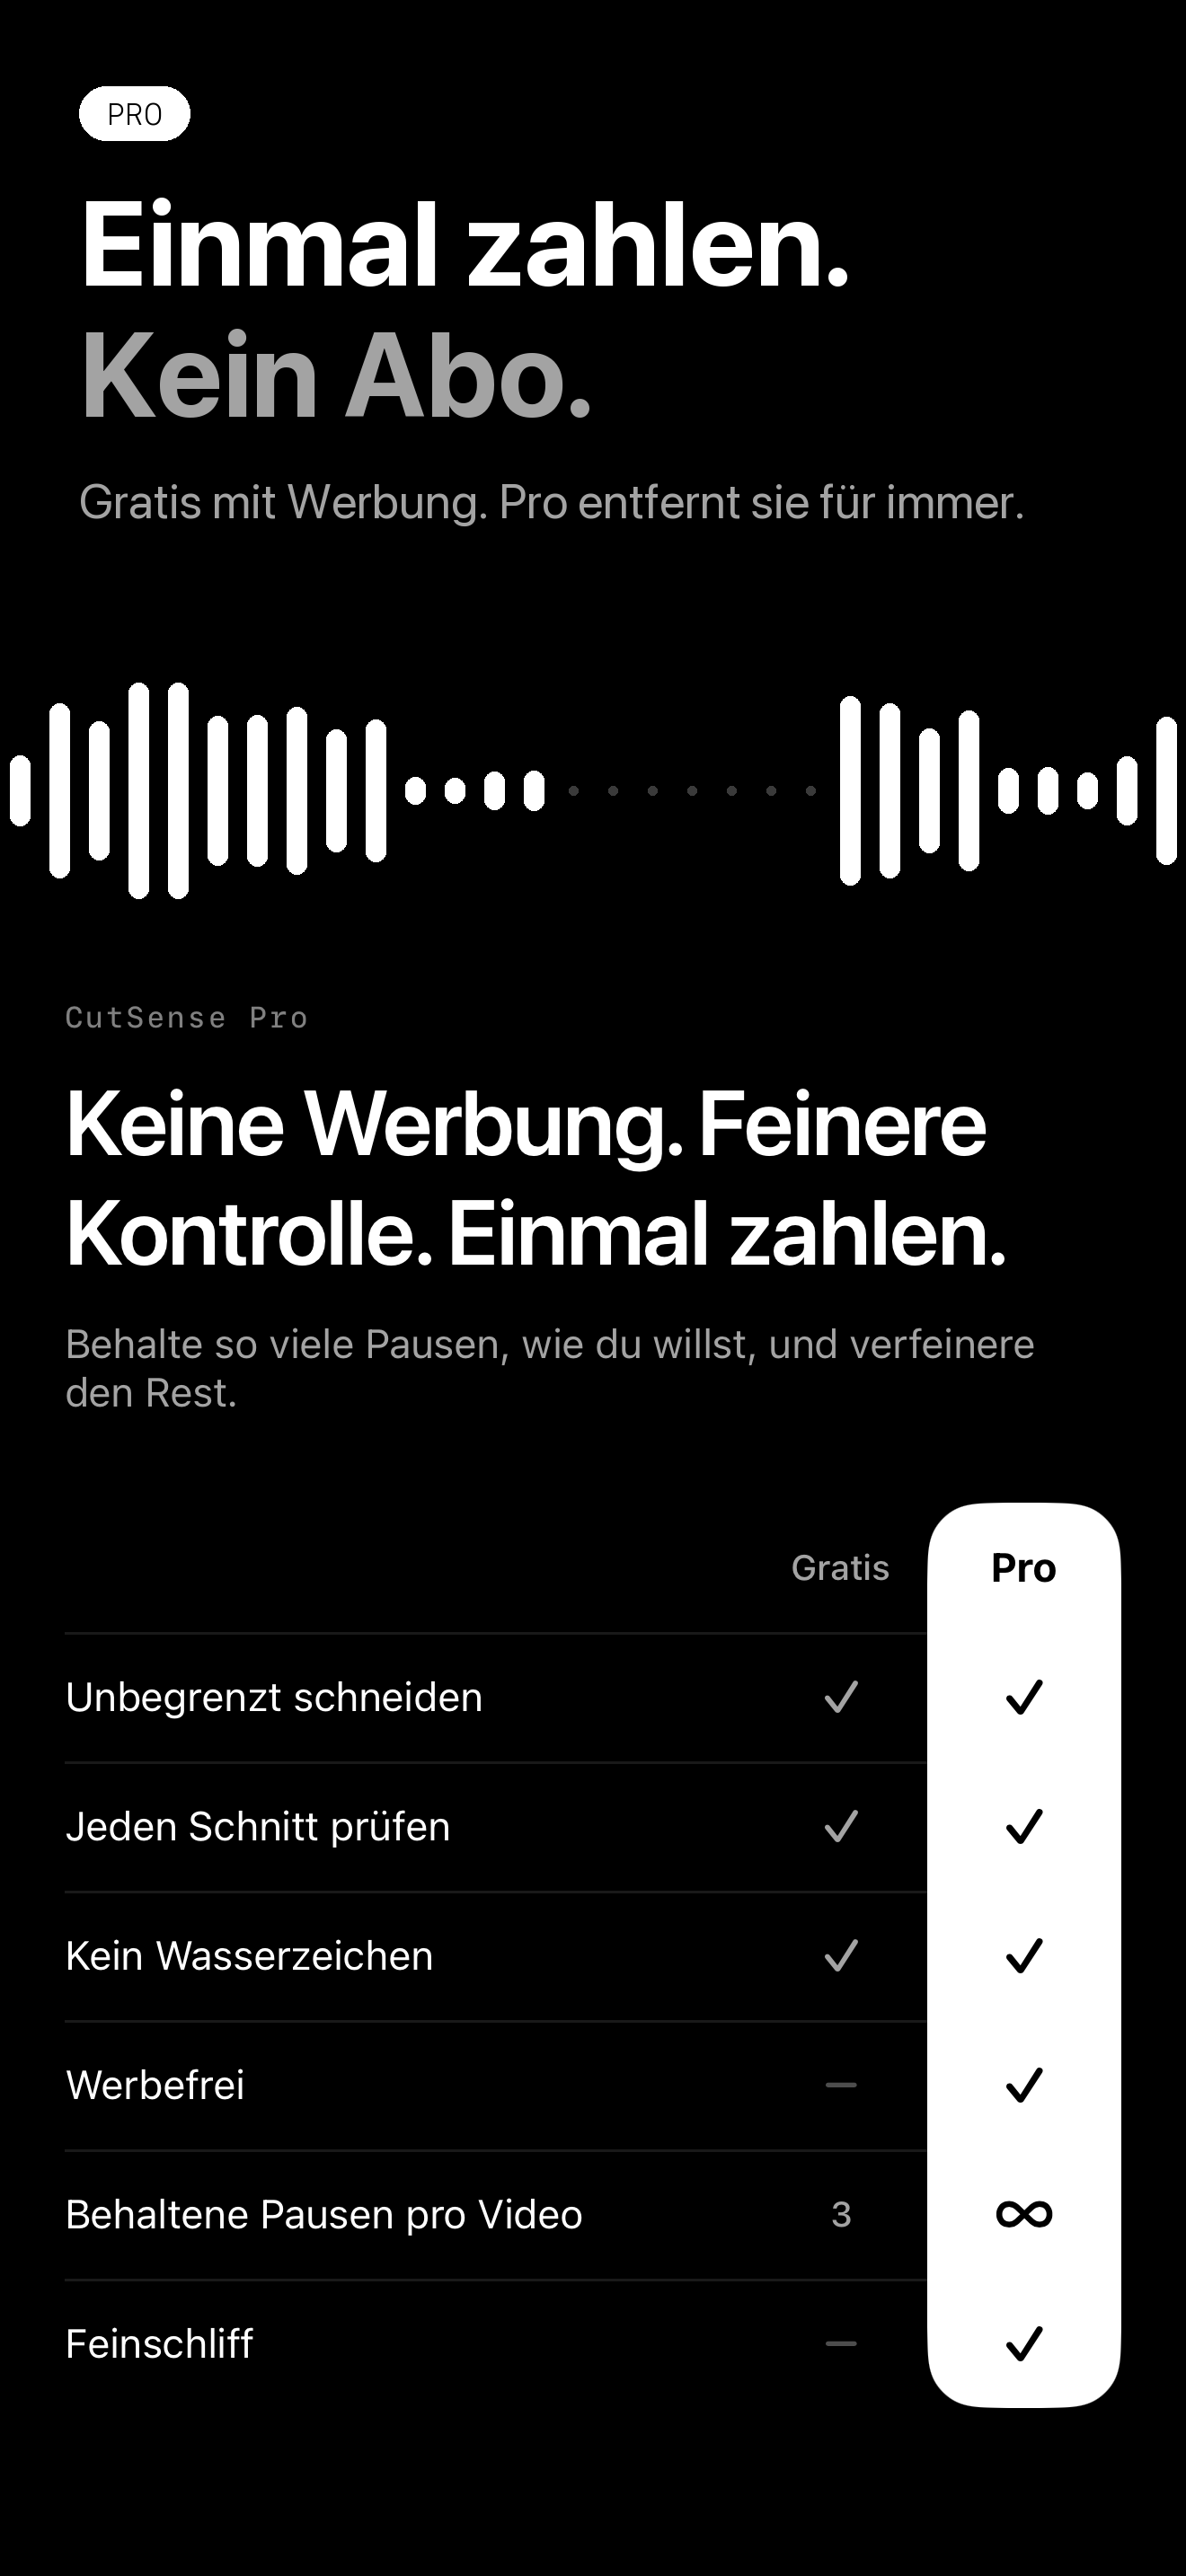 PRO
Einmal zahlen.
Kein Abo.
Gratis mit Werbung. Pro entfernt sie für immer.
CutSense Pro
Keine Werbung. Feinere
Kontrolle. Einmal zahlen.
Behalte so viele Pausen, wie du willst, und verfeinere
den Rest.
Gratis Pro
Unbegrenzt schneiden ✓ ✓
Jeden Schnitt prüfen ✓ ✓
Kein Wasserzeichen ✓ ✓
Werbefrei — ✓
Behaltene Pausen pro Video 3 ∞
Feinschliff — ✓